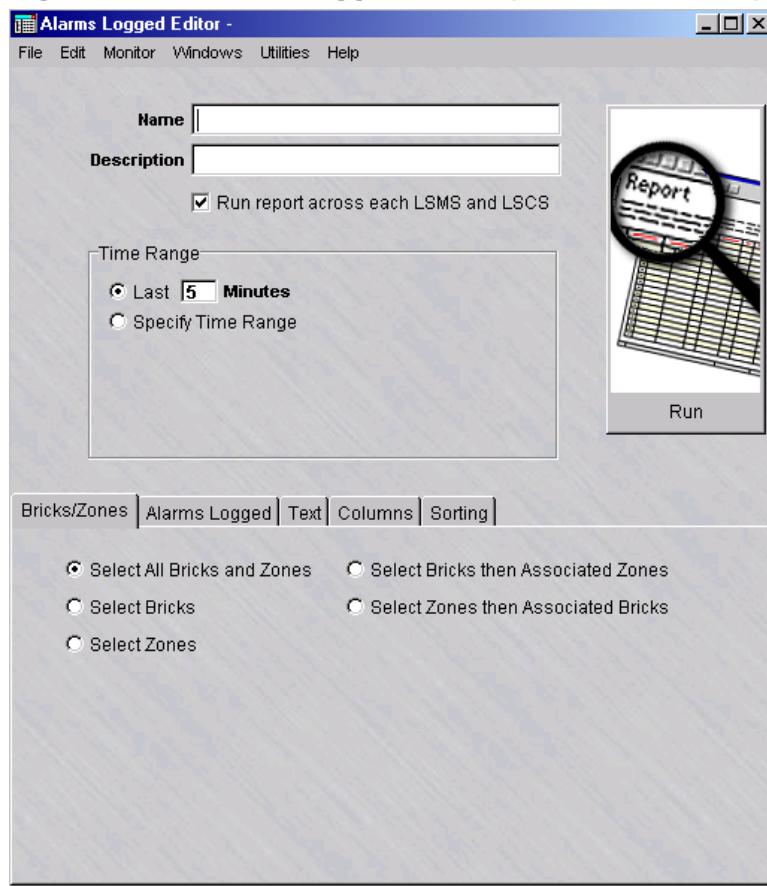 Alarms Logged Editor -
File Edit Monitor Windows Utilities Help
Name
Description
Run report across each LSMS and LSCS
Time Range
Last 5 Minutes
Specify Time Range
Report
Run
Bricks/Zones Alarms Logged Text Columns Sorting
Select All Bricks and Zones Select Bricks then Associated Zones
Select Bricks Select Zones then Associated Bricks
Select Zones